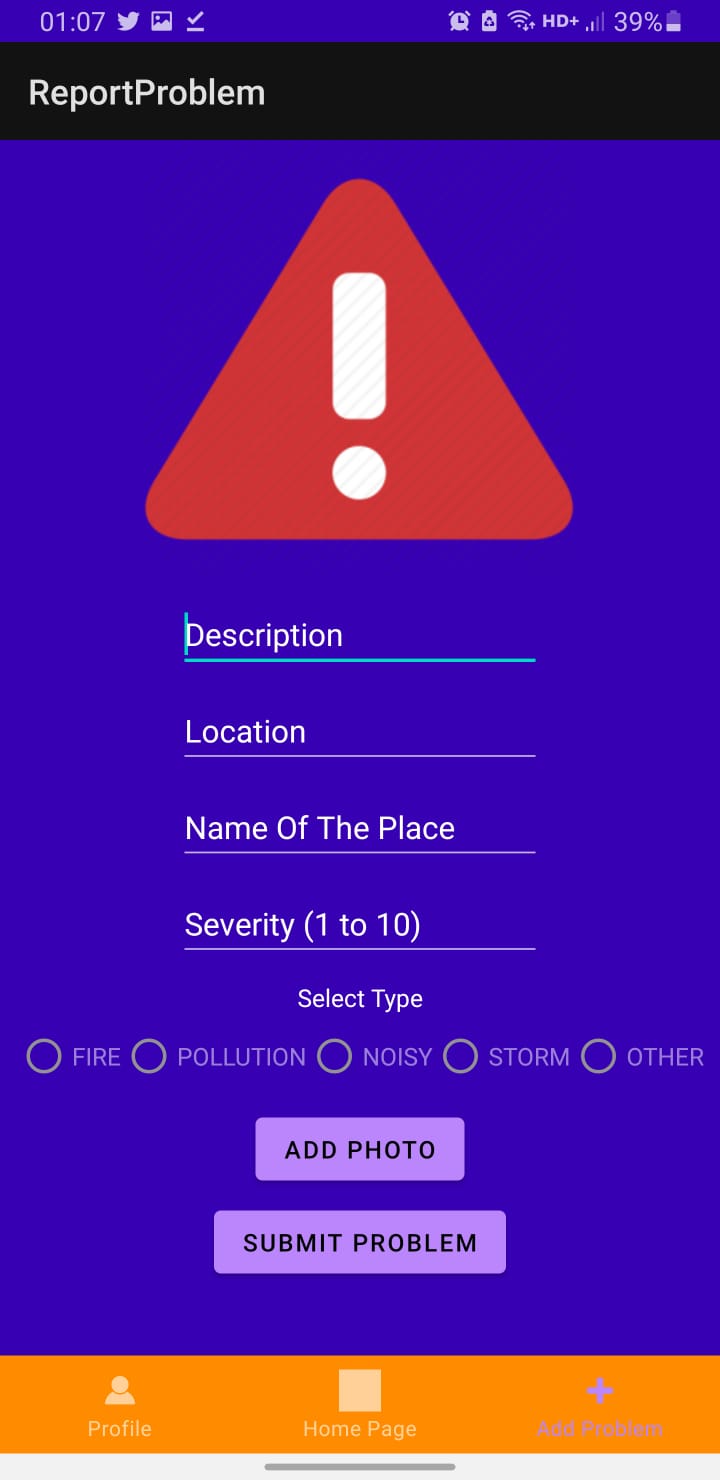 01:07 HD+ 39%
ReportProblem
Description
Location
Name Of The Place
Severity (1 to 10)
Select Type
FIRE POLLUTION NOISY STORM OTHER
ADD PHOTO
SUBMIT PROBLEM
Profile Home Page Add Problem